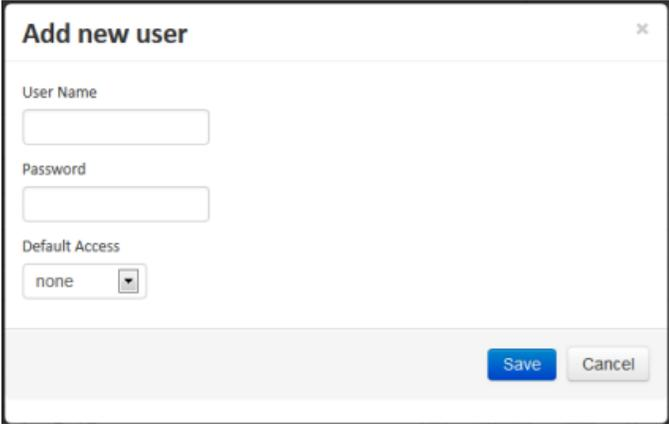 Add new user
×
User Name
Password
Default Access
none
Save Cancel